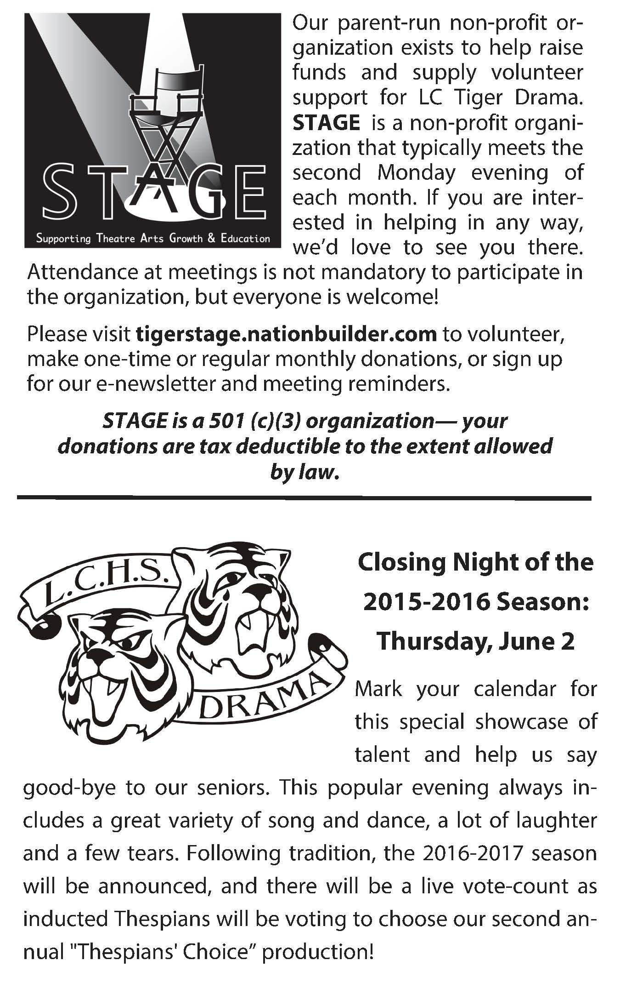 STAGE
Supporting Theatre Arts Growth & Education
Our parent-run non-profit or-
ganization exists to help raise
funds and supply volunteer
support for LC Tiger Drama.
STAGE is a non-profit organi-
zation that typically meets the
second Monday evening of
each month. If you are inter-
ested in helping in any way,
we’d love to see you there.
Attendance at meetings is not mandatory to participate in
the organization, but everyone is welcome!
Please visit tigerstage.nationbuilder.com to volunteer,
make one-time or regular monthly donations, or sign up
for our e-newsletter and meeting reminders.
STAGE is a 501 (c)(3) organization— your
donations are tax deductible to the extent allowed
by law.
L.C.H.S.
DRAMA
Closing Night of the
2015-2016 Season:
Thursday, June 2
Mark your calendar for
this special showcase of
talent and help us say
good-bye to our seniors. This popular evening always in-
cludes a great variety of song and dance, a lot of laughter
and a few tears. Following tradition, the 2016-2017 season
will be announced, and there will be a live vote-count as
inducted Thespians will be voting to choose our second an-
nual "Thespians' Choice” production!